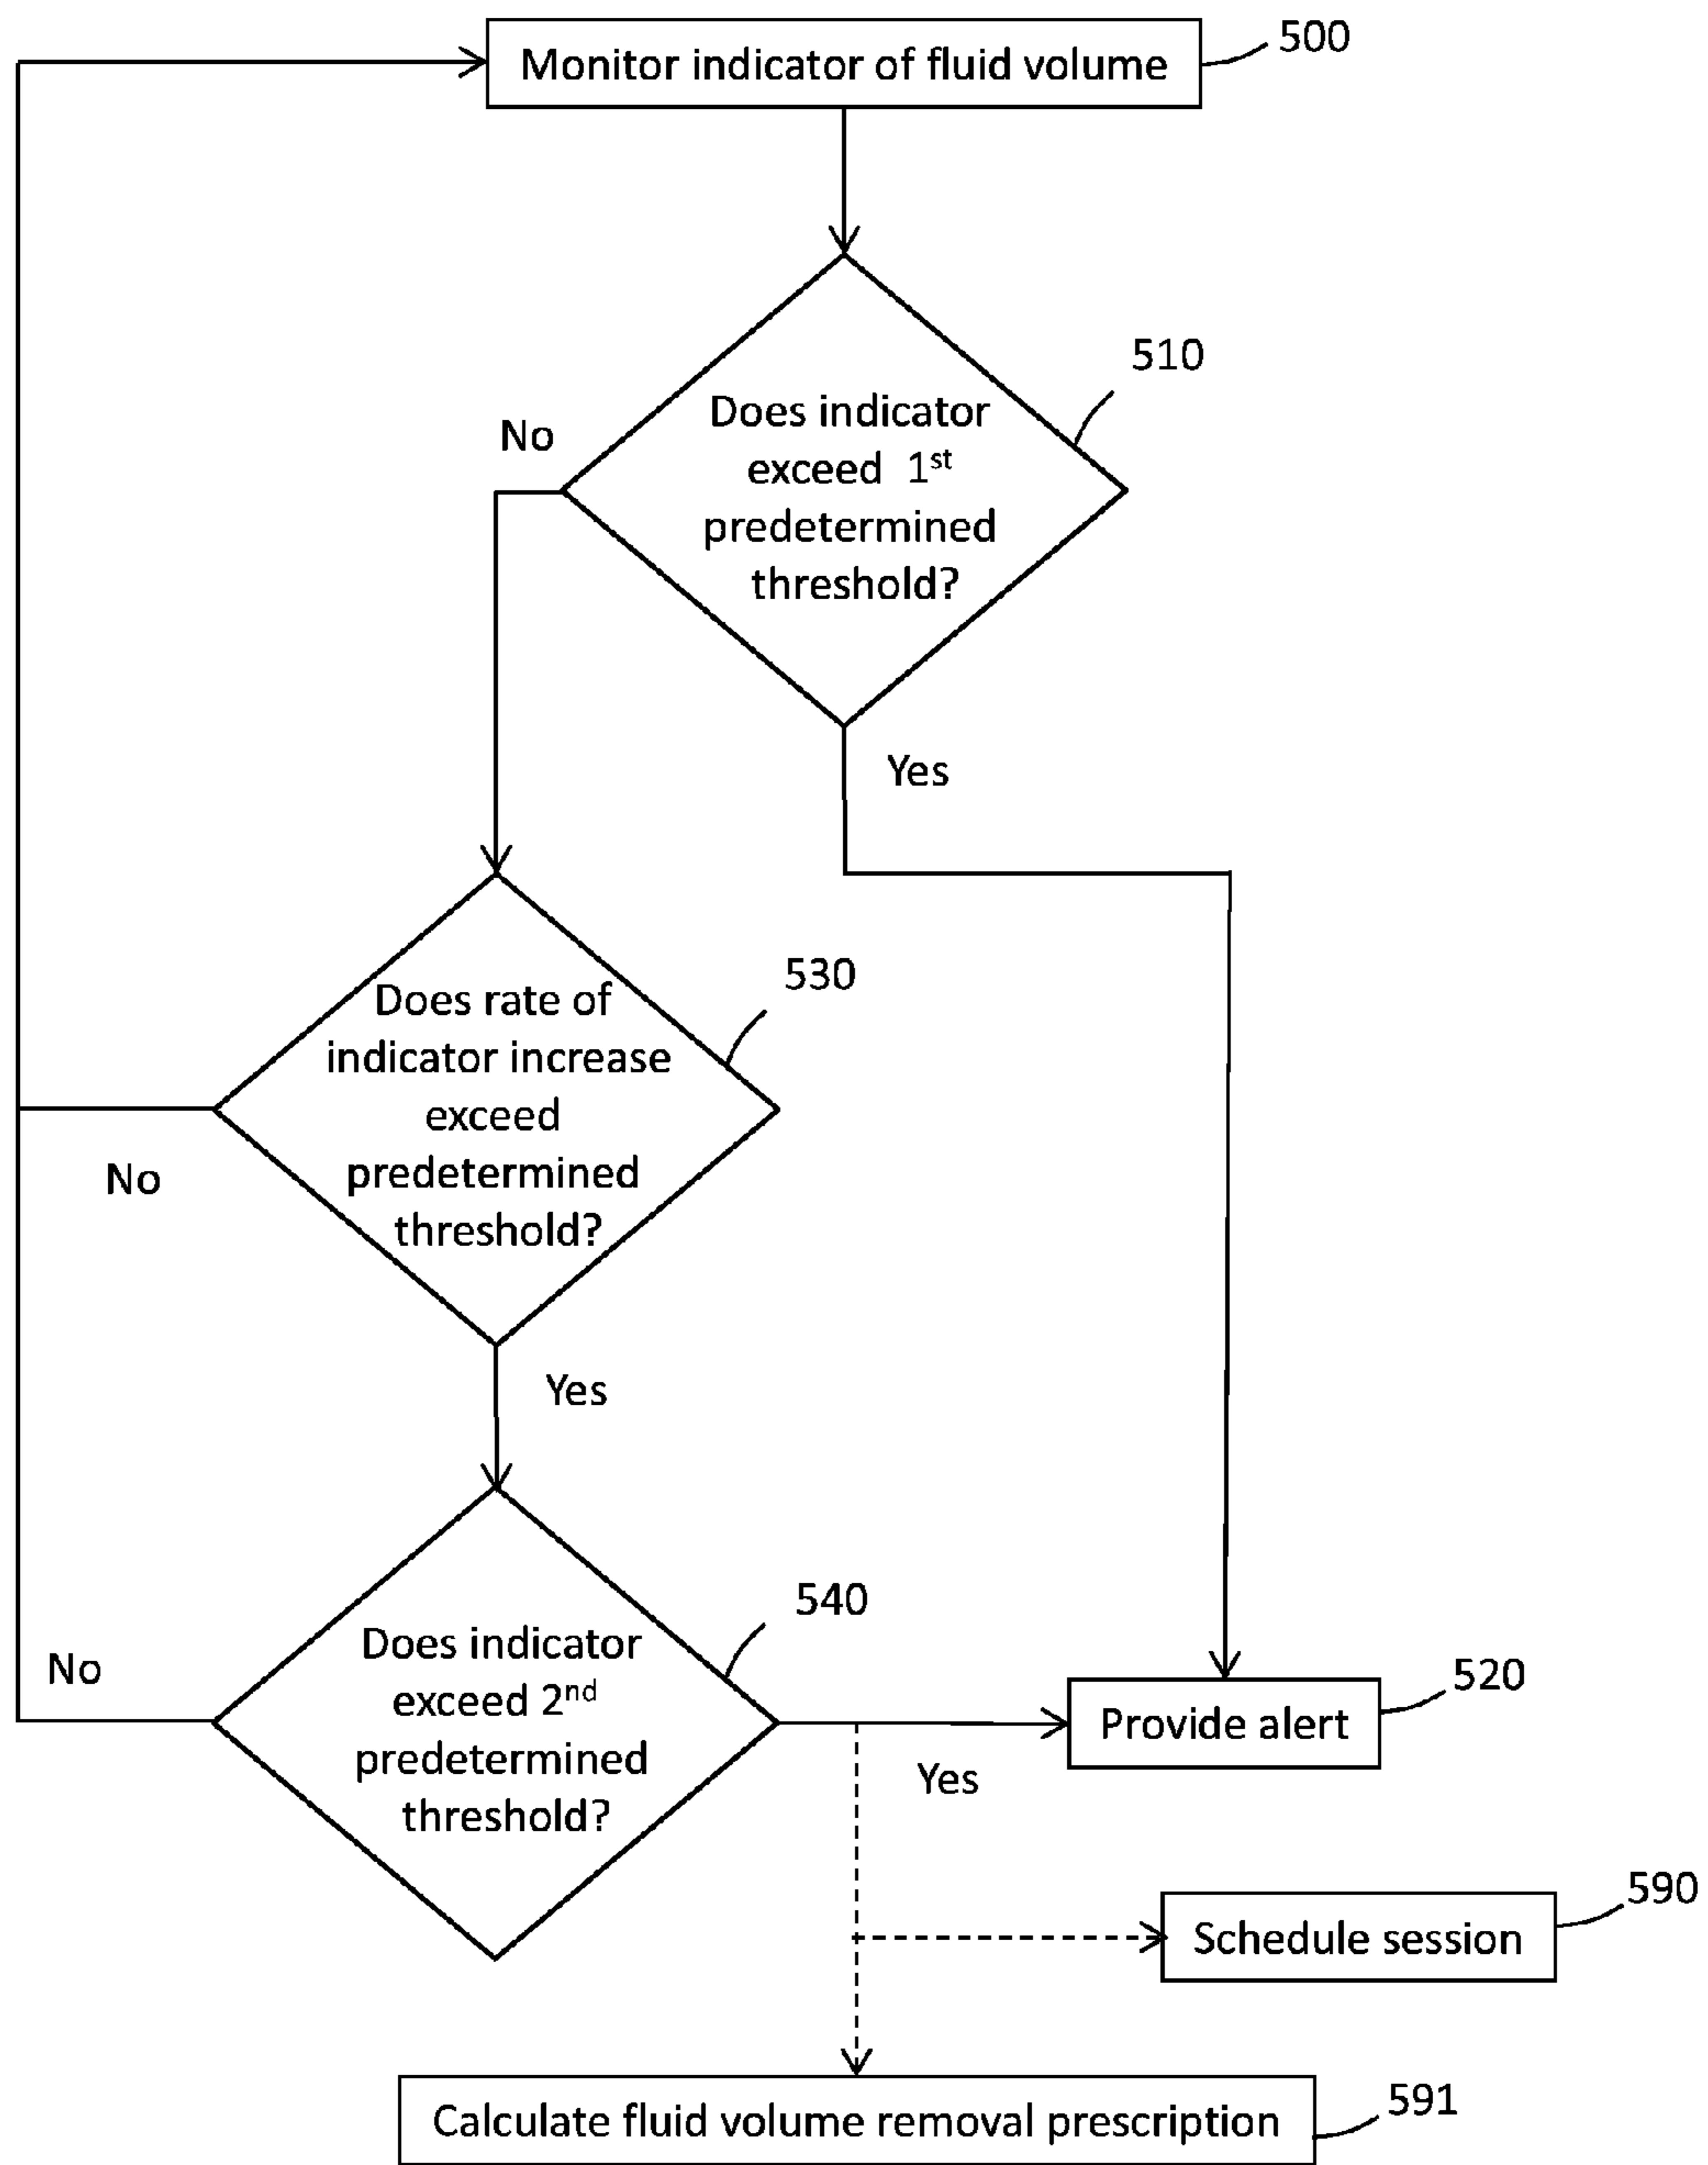 Monitor indicator of fluid volume
500
510
Does indicator
exceed 1st
predetermined
threshold?
No
Yes
530
Does rate of
indicator increase
exceed
predetermined
threshold?
No
Yes
540
Does indicator
exceed 2nd
predetermined
threshold?
No
Yes
520
Provide alert
590
Schedule session
591
Calculate fluid volume removal prescription